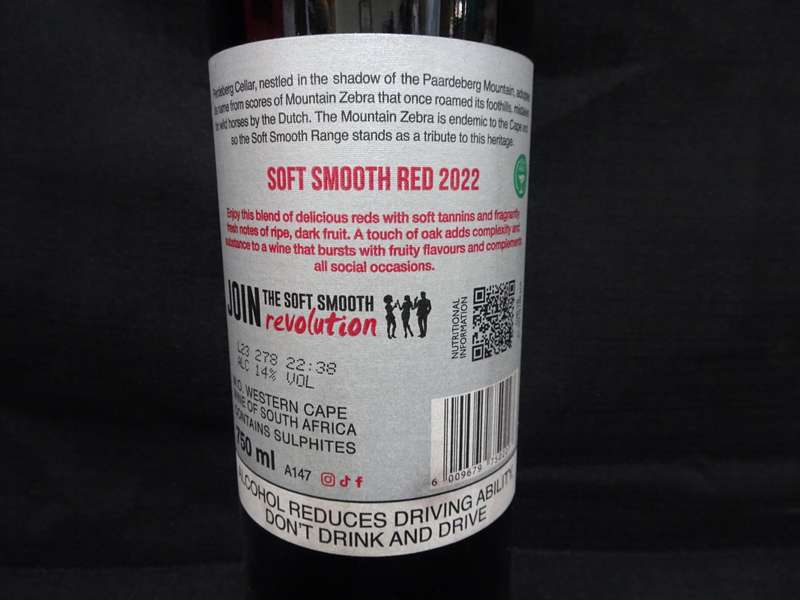 Perdeberg Cellar, nestled in the shadow of the Paardeberg Mountain, adopted
its name from scores of Mountain Zebra that once roamed its foothills, mistaken
for wild horses by the Dutch. The Mountain Zebra is endemic to the Cape and
so the Soft Smooth Range stands as a tribute to this heritage.
SOFT SMOOTH RED 2022
Enjoy this blend of delicious reds with soft tannins and fragrantly
fresh notes of ripe, dark fruit. A touch of oak adds complexity and
substance to a wine that bursts with fruity flavours and complements
all social occasions.
JOIN THE SOFT, SMOOTH
revolution
NUTRITIONAL
INFORMATION
L23 278 22:38
ALC 14% VOL
W.O. WESTERN CAPE
WINE OF SOUTH AFRICA
CONTAINS SULPHITES
750 ml A147
6 009679
ALCOHOL REDUCES DRIVING ABILITY,
DON'T DRINK AND DRIVE